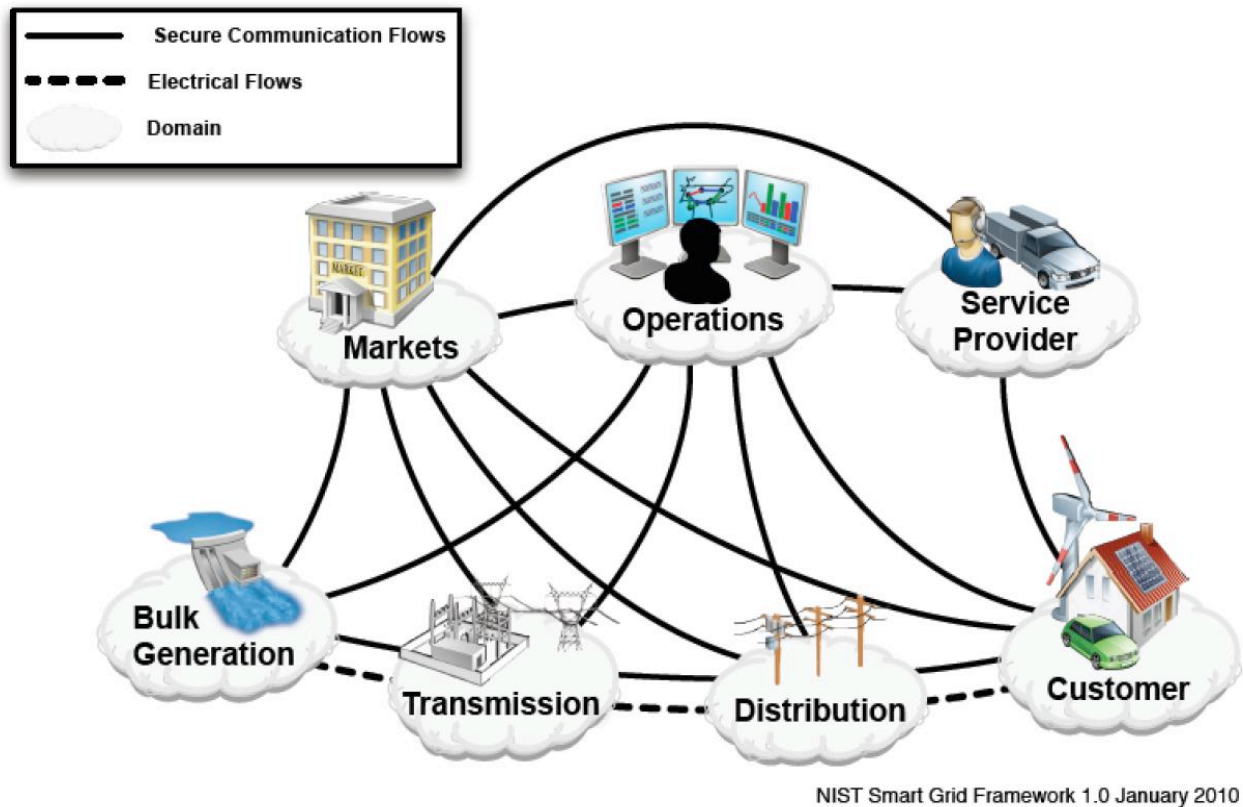 Secure Communication Flows
Electrical Flows
Domain
MARKET
Markets
Operations
Service
Provider
Bulk
Generation
Transmission
Distribution
Customer
NIST Smart Grid Framework 1.0 January 2010